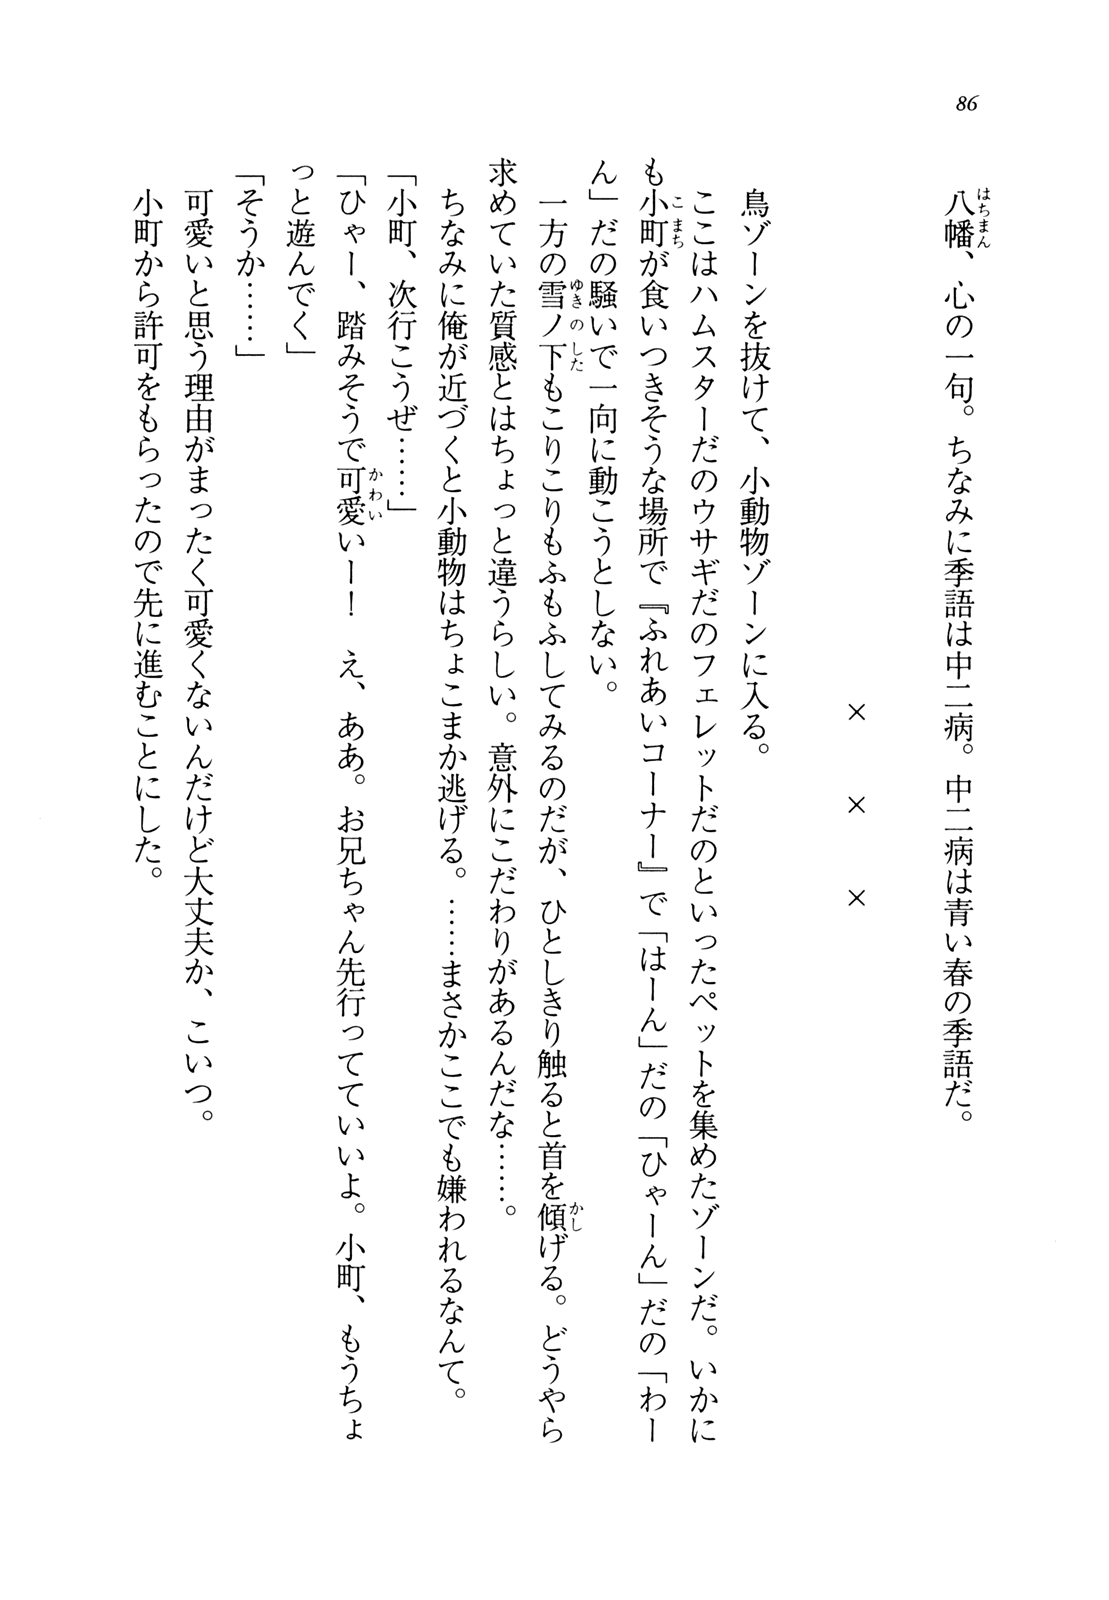 86
八幡、心の一句。ちなみに季語は中二病。中二病は青い春の季語だ。
× × ×
鳥ゾーンを抜けて、小動物ゾーンに入る。
ここはハムスターだのウサギだのフェレットだのといったペットを集めたゾーンだ。いかに
も小町が食いつきそうな場所で『ふれあいコーナー』で「はーん」だの「ひゃーん」だの「わー
ん」だの騒いで一向に動こうとしない。
一方の雪ノ下もこりこりもふもふしてみるのだが、ひとしきり触ると首を傾げる。どうやら
求めていた質感とはちょっと違うらしい。意外にこだわりがあるんだな……。
ちなみに俺が近づくと小動物はちょこまか逃げる。……まさかここでも嫌われるなんて。
「小町、次行こうぜ……」
「ひゃー、踏みそうで可愛いー！　え、ああ。お兄ちゃん先行ってていいよ。小町、もうちょ
っと遊んでく」
「そうか……」
可愛いと思う理由がまったく可愛くないんだけど大丈夫か、こいつ。
小町から許可をもらったので先に進むことにした。